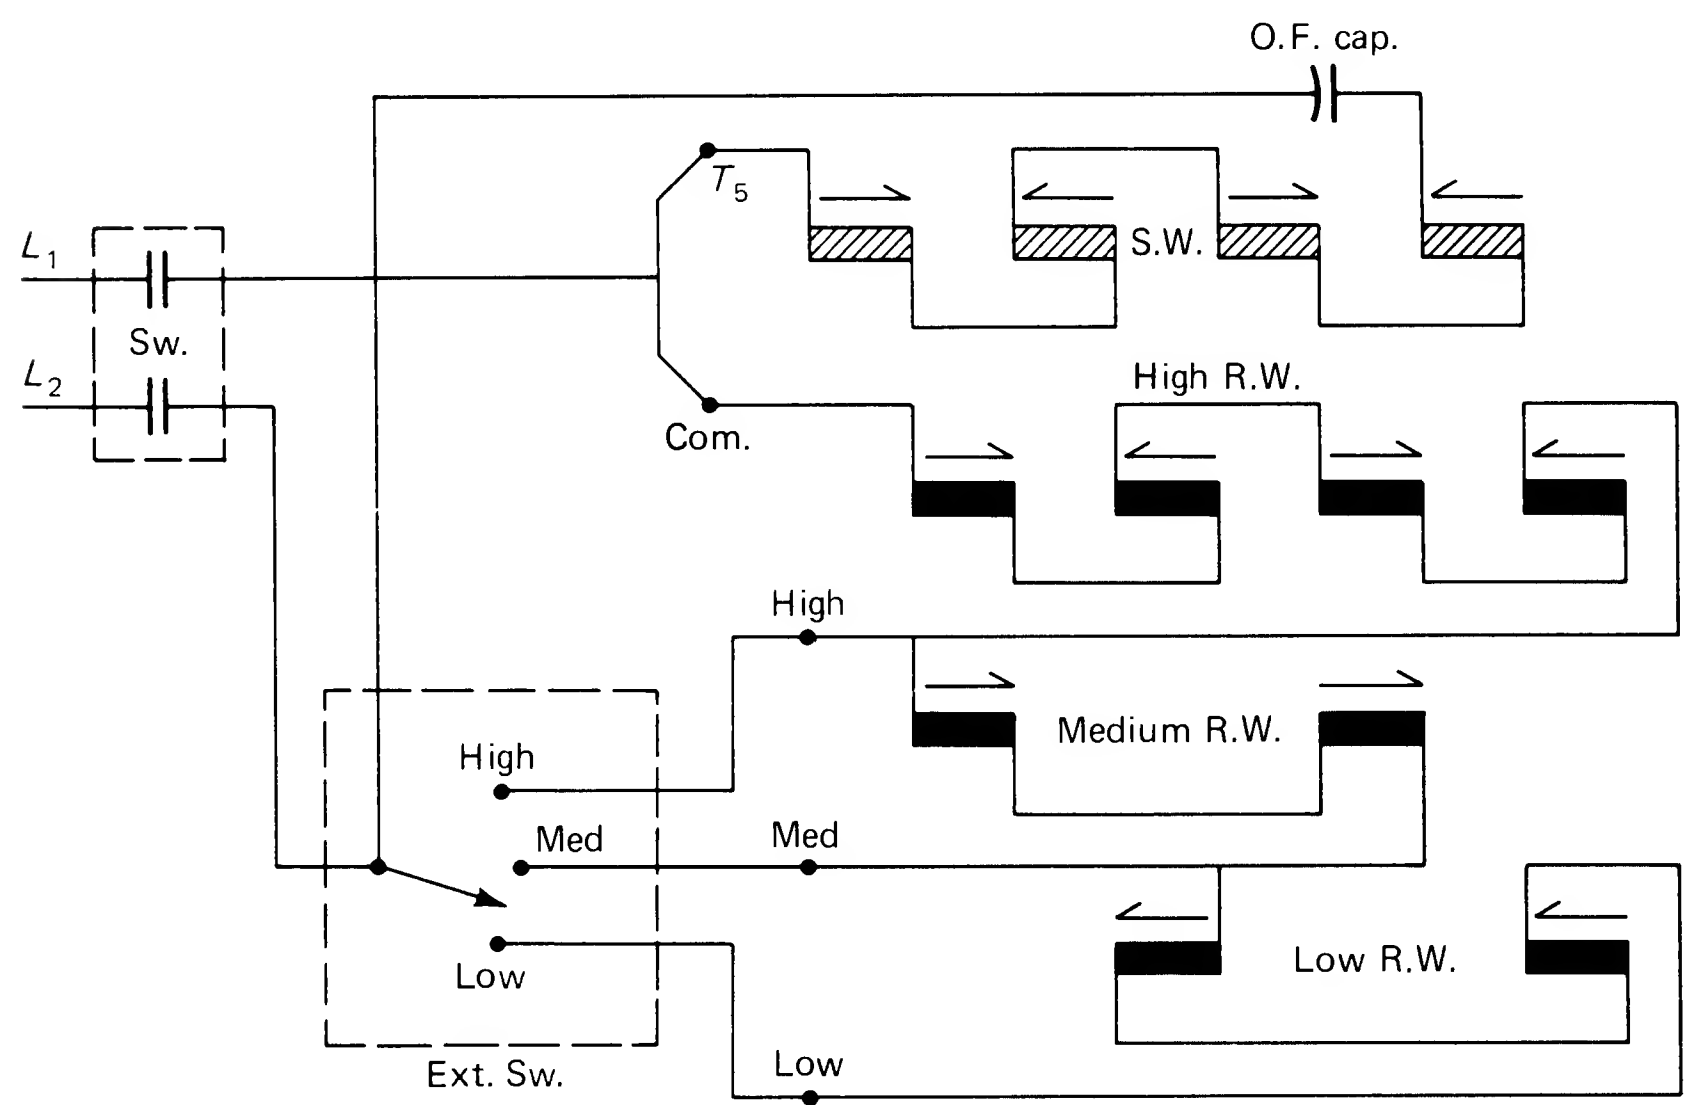 O.F. cap.
T5
S.W.
L1
Sw.
L2
High R.W.
Com.
High
Medium R.W.
High
Med
Med
Low R.W.
Low
Low
Ext. Sw.